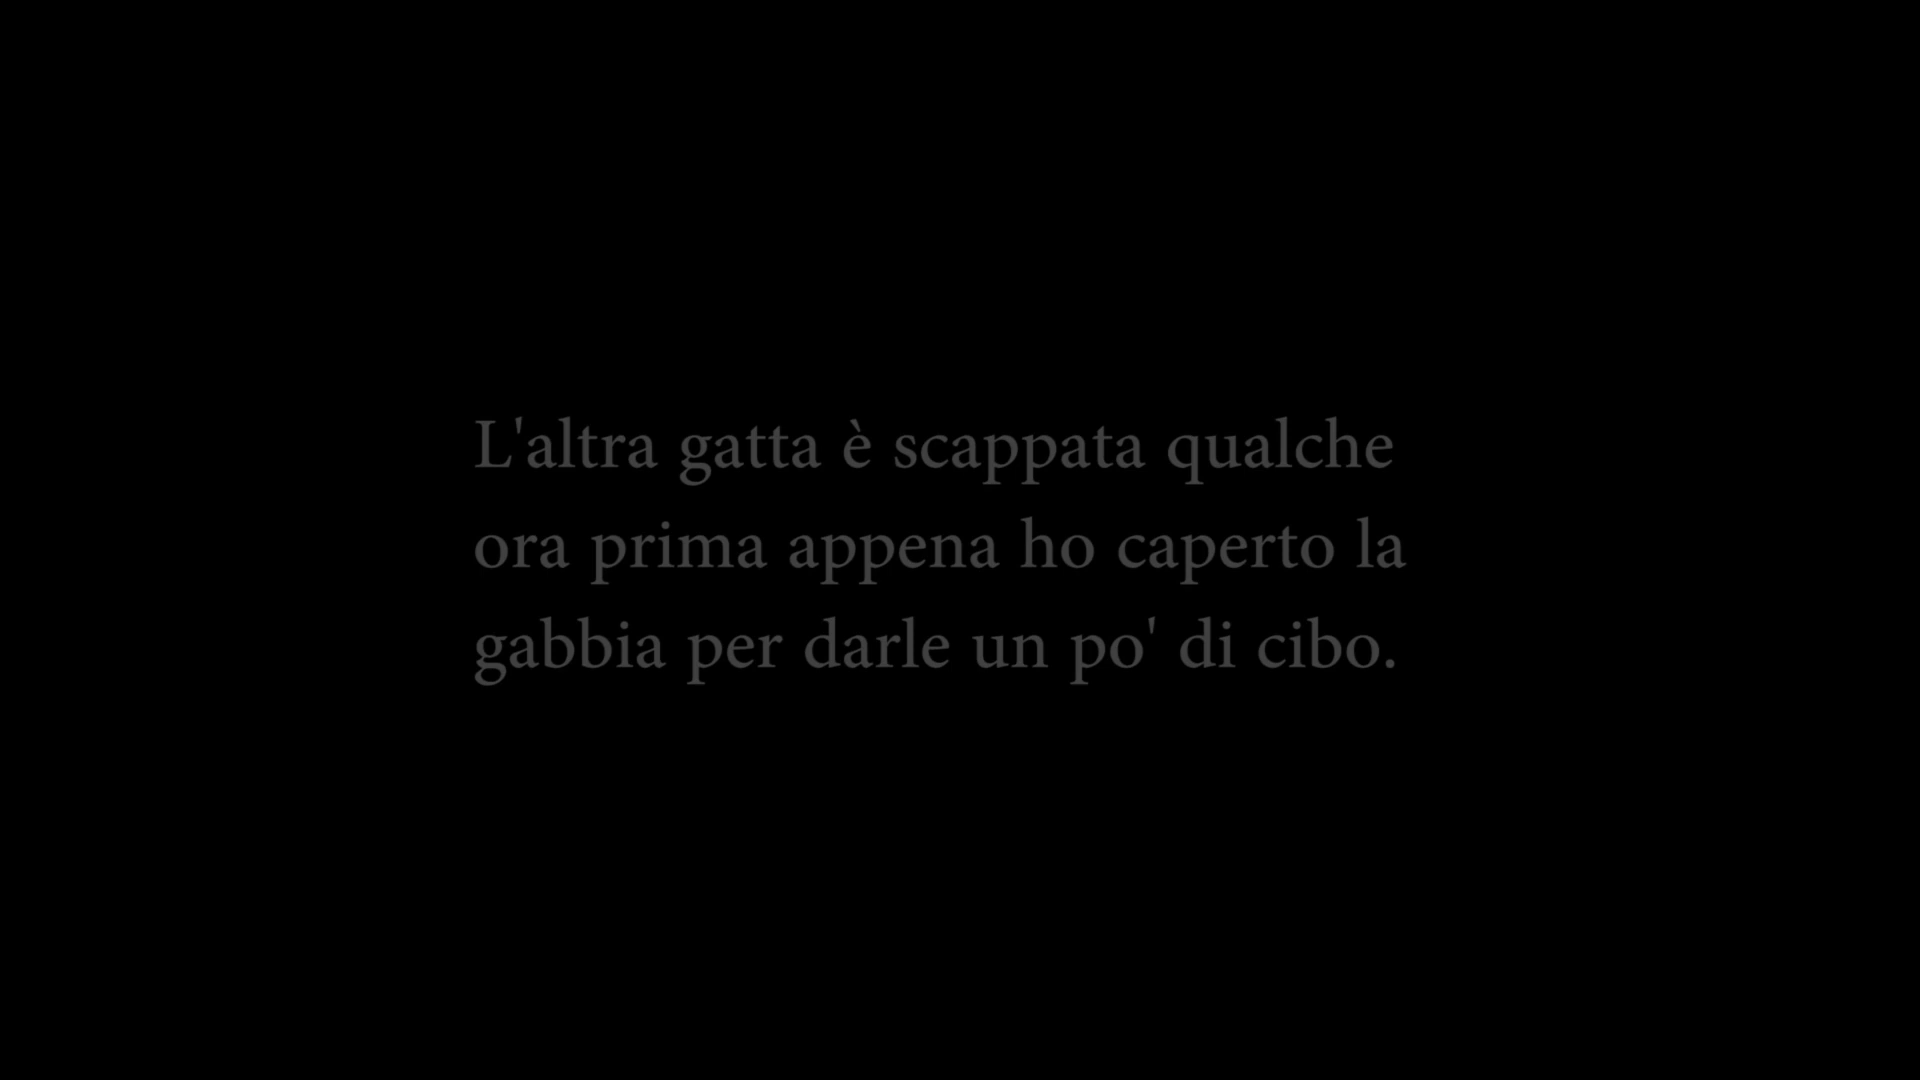 L'altra gatta è scappata qualche
ora prima appena ho caperto la
gabbia per darle un po' di cibo.